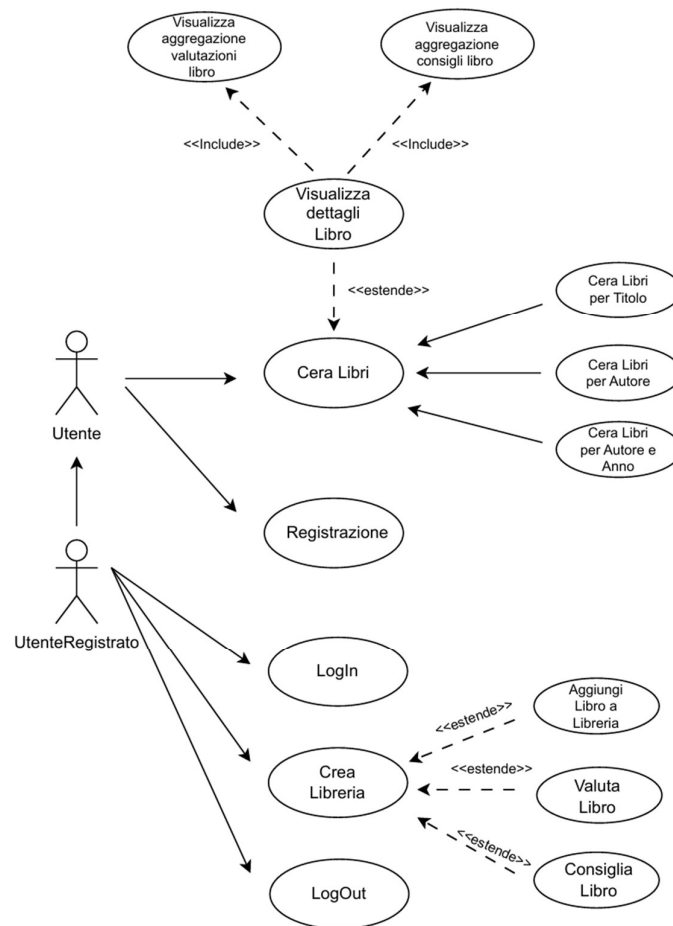 Visualizza
aggregazione
valutazioni
libro
Visualizza
aggregazione
consigli libro
<<Include>>
<<Include>>
Visualizza
dettagli
Libro
<<estende>>
Cera Libri
per Titolo
Cera Libri
Cera Libri
per Autore
Utente
Cera Libri
per Autore e
Anno
Registrazione
UtenteRegistrato
LogIn
Aggiungi
Libro a
Libreria
<<estende>>
<<estende>>
Crea
Libreria
Valuta
Libro
<<estende>>
Consiglia
Libro
LogOut